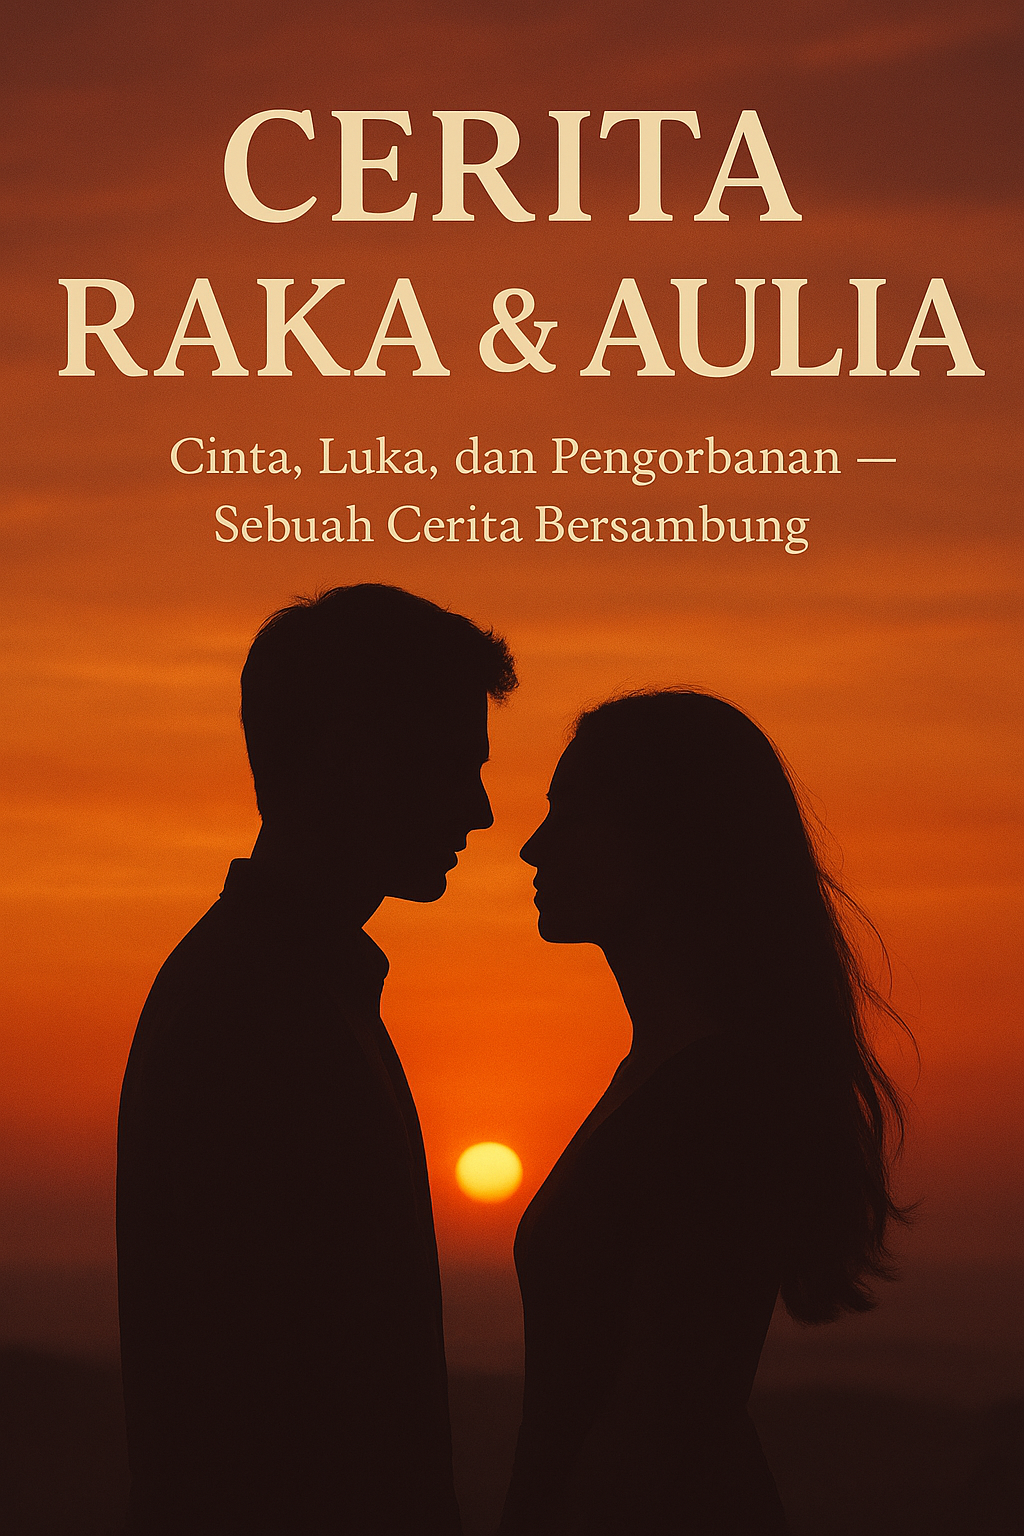 CERITA
RAKA & AULIA
Cinta, Luka, dan Pengorbanan —
Sebuah Cerita Bersambung